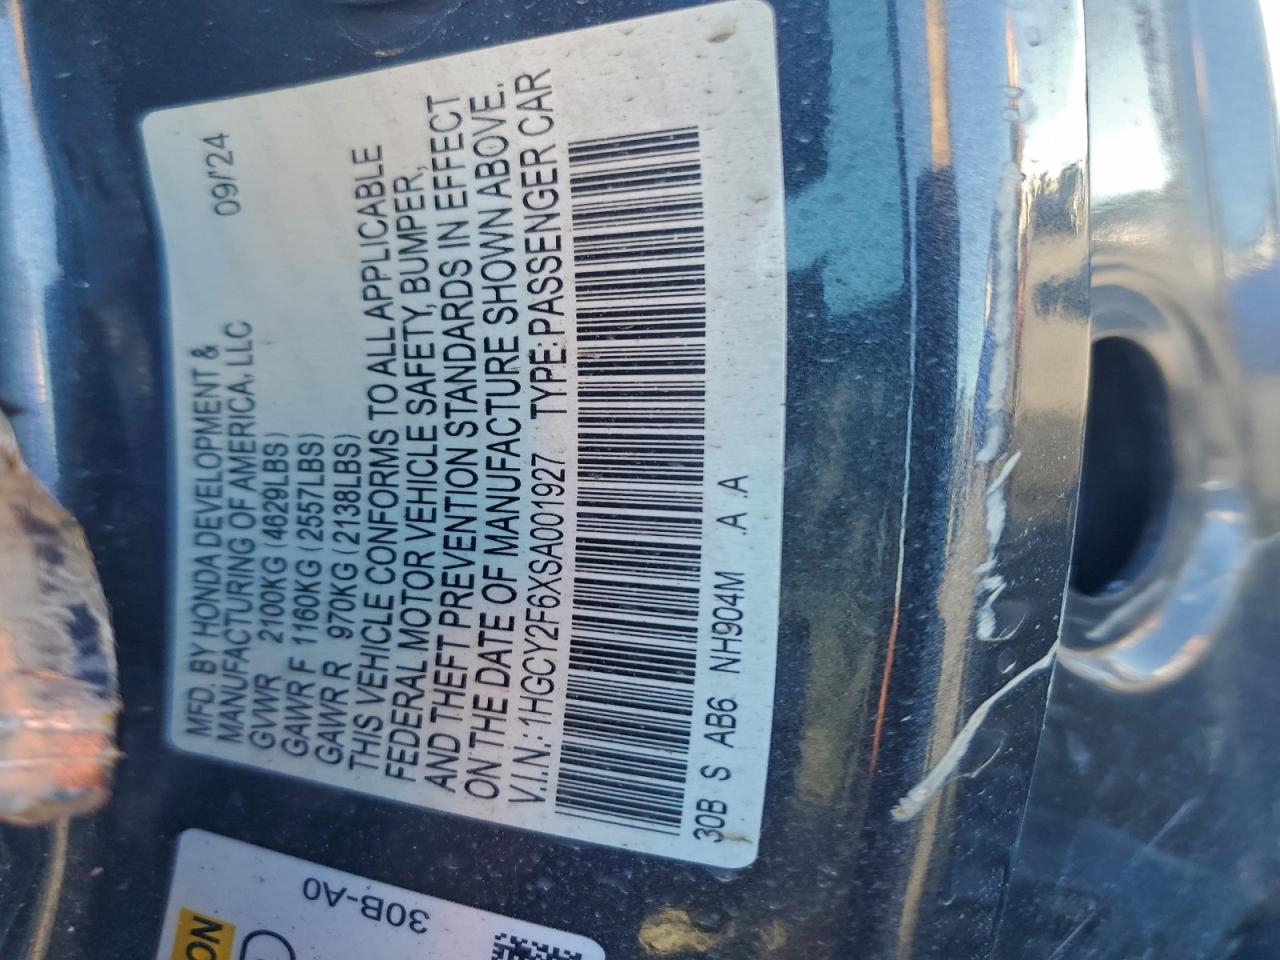 09/'24
MFD. BY HONDA DEVELOPMENT &
MANUFACTURING OF AMERICA, LLC
GVWR 2100KG (4629LBS)
GAWR F 1160KG (2557LBS)
GAWR R 970KG (2138LBS)
THIS VEHICLE CONFORMS TO ALL APPLICABLE
FEDERAL MOTOR VEHICLE SAFETY, BUMPER,
AND THEFT PREVENTION STANDARDS IN EFFECT
ON THE DATE OF MANUFACTURE SHOWN ABOVE.
V.I.N.: 1HGCY2F6XSA001927 TYPE: PASSENGER CAR
30B S AB6 NH904M .A .A
30B-A0